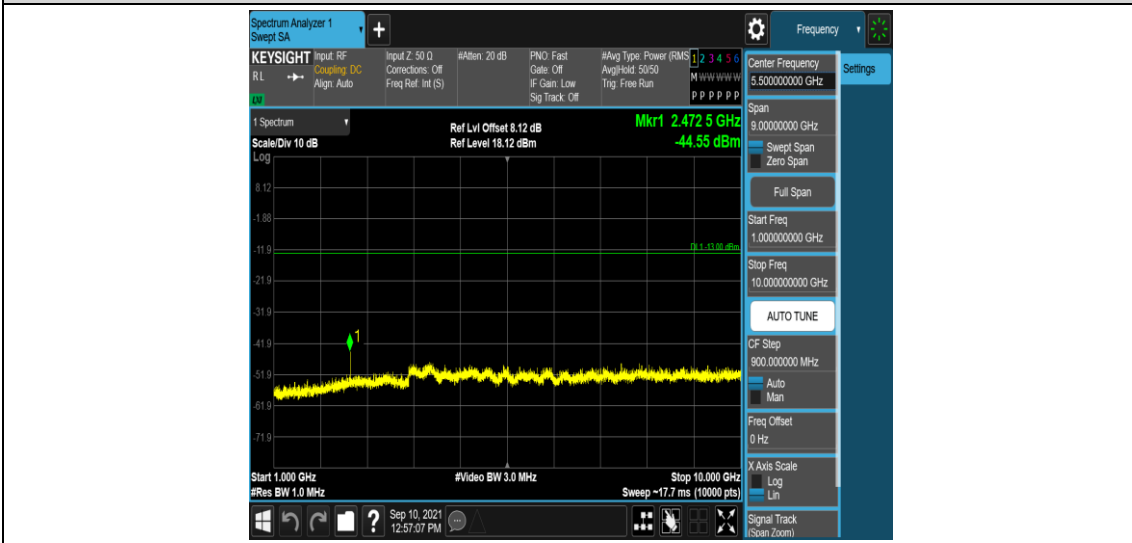 Spectrum Analyzer 1
Swept SA
+
Frequency
KEYSIGHT
R L
LXI
Input: RF
Coupling: DC
Align: Auto
Input Z: 50 Ω
Corrections: Off
Freq Ref: Int (S)
#Atten: 20 dB
PNO: Fast
Gate: Off
IF Gain: Low
Sig Track: Off
#Avg Type: Power (RMS
Avg|Hold: 50/50
Trig: Free Run
1 2 3 4 5 6
M W W W W W
P P P P P P
1 Spectrum
Scale/Div 10 dB
Log
Ref Lvl Offset 8.12 dB
Ref Level 18.12 dBm
Mkr1 2.472 5 GHz
-44.55 dBm
8.12
-1.88
-11.9
DL1 -13.00 dBm
-21.9
-31.9
1
-41.9
-51.9
-61.9
-71.9
Start 1.000 GHz
#Video BW 3.0 MHz
Stop 10.000 GHz
#Res BW 1.0 MHz
Sweep ~17.7 ms (10000 pts)
Center Frequency
5.500000000 GHz
Settings
Span
9.00000000 GHz
Swept Span
Zero Span
Full Span
Start Freq
1.000000000 GHz
Stop Freq
10.000000000 GHz
AUTO TUNE
CF Step
900.000000 MHz
Auto
Man
Freq Offset
0 Hz
X Axis Scale
Log
Lin
Signal Track
(Span Zoom)
?
Sep 10, 2021
12:57:07 PM